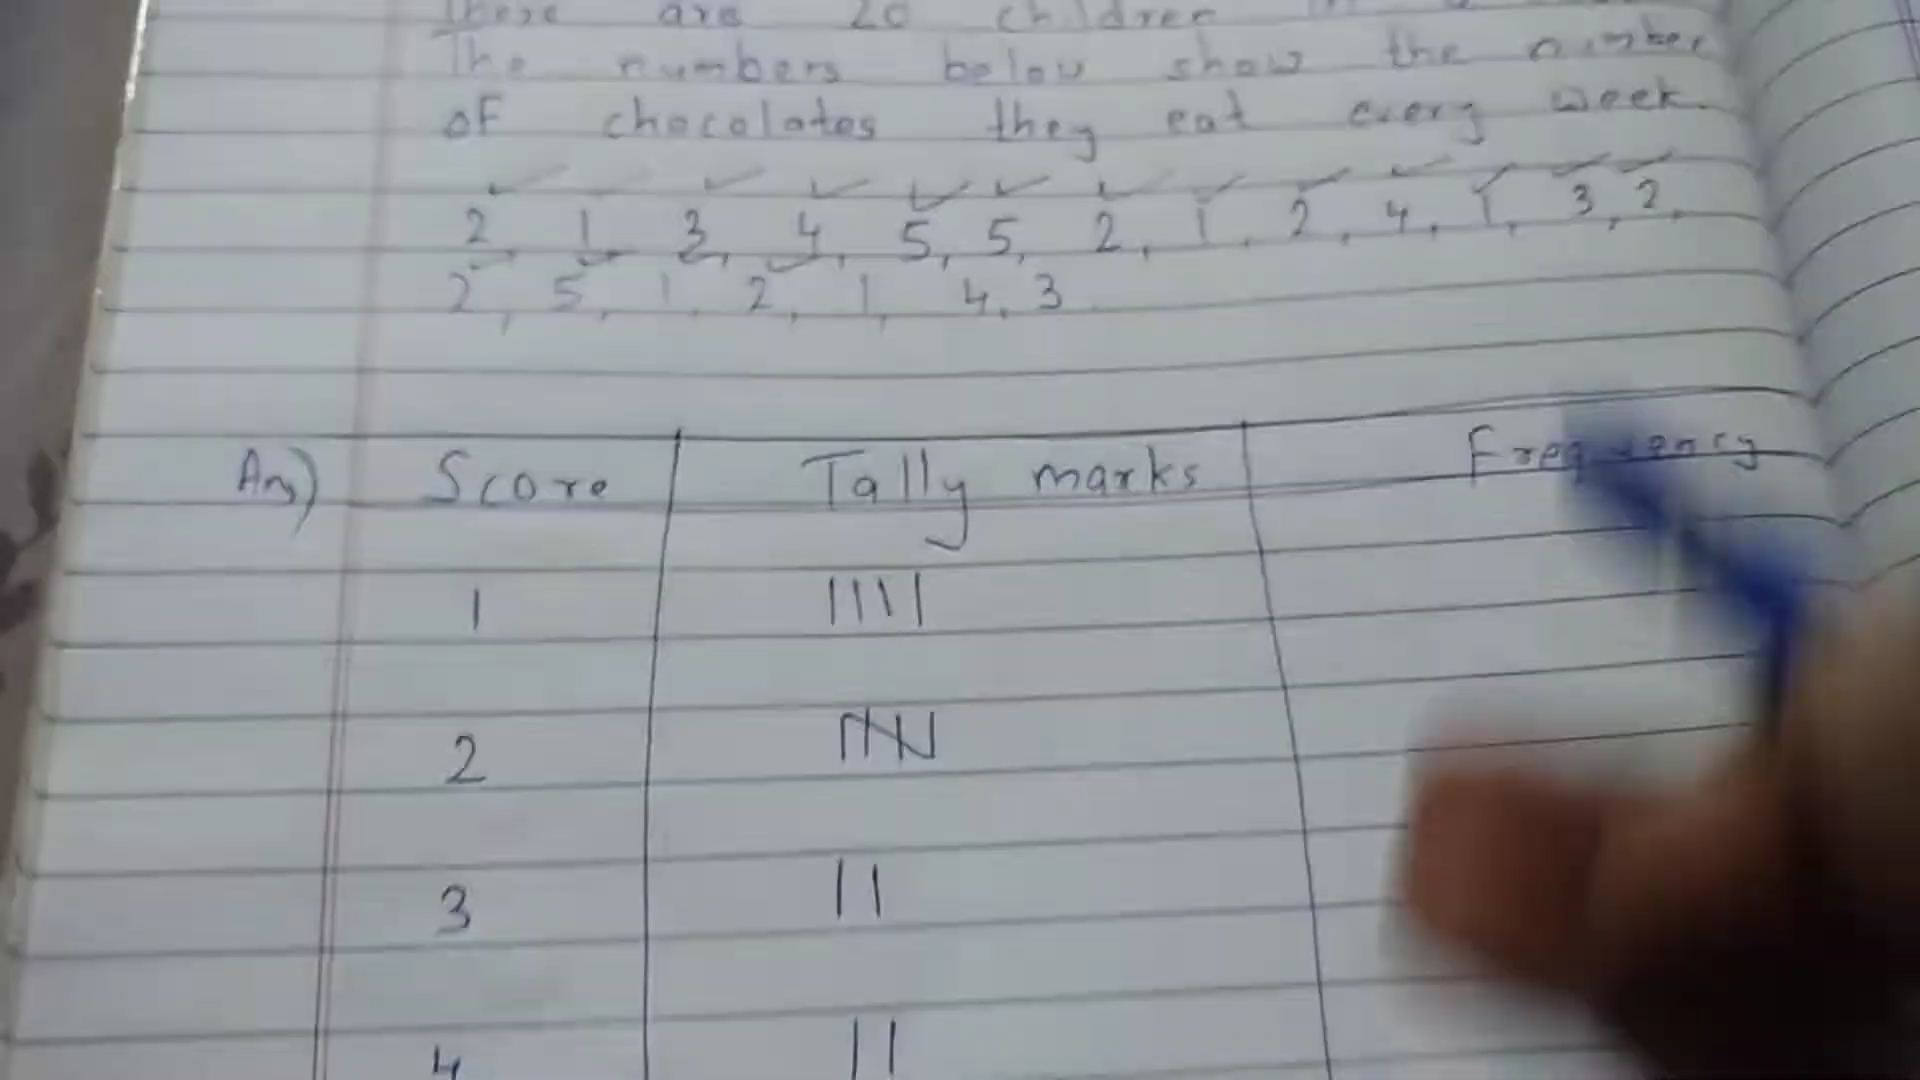 There are 20 children
The numbers below show the number
of chocolates they eat every week.
2, 1, 3, 4, 5, 5, 2, 1, 2, 4, 1, 3, 2,
2, 5, 1, 2, 1, 4, 3
Ans) Score Tally marks Frequency
1 ||||
2 ||||
3 ||
4 ||